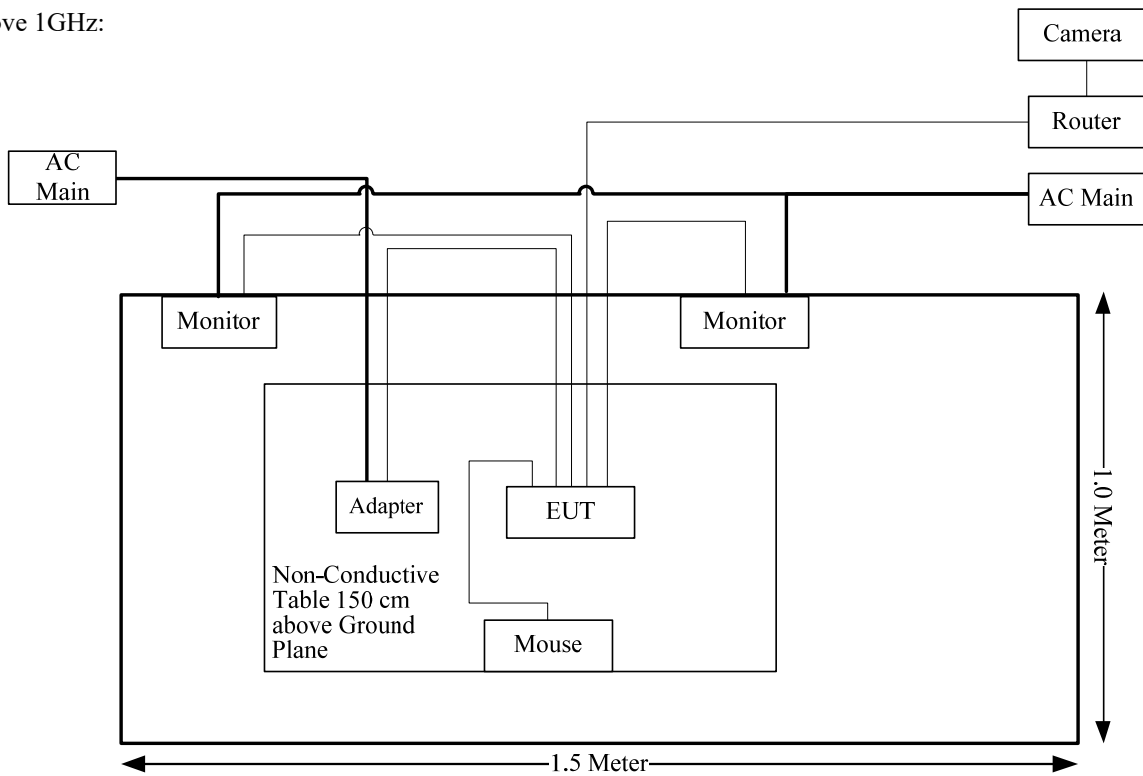 ove 1GHz:
Camera
Router
AC
Main
AC Main
Monitor
Monitor
Adapter
EUT
Non-Conductive
Table 150 cm
above Ground
Plane
Mouse
1.0 Meter
1.5 Meter